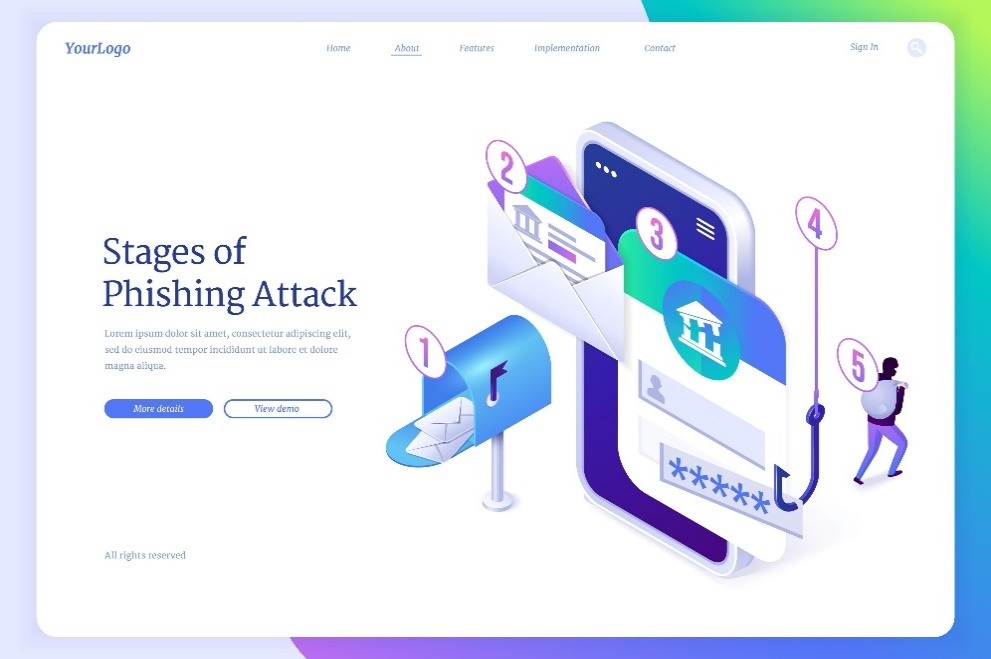 YourLogo
Home About Features Implementation Contact Sign In
2
3
4
Stages of
Phishing Attack
1
5
Lorem ipsum dolor sit amet, consectetur adipiscing elit,
sed do eiusmod tempor incididunt ut labore et dolore
magna aliqua.
More details View demo
*****
All rights reserved